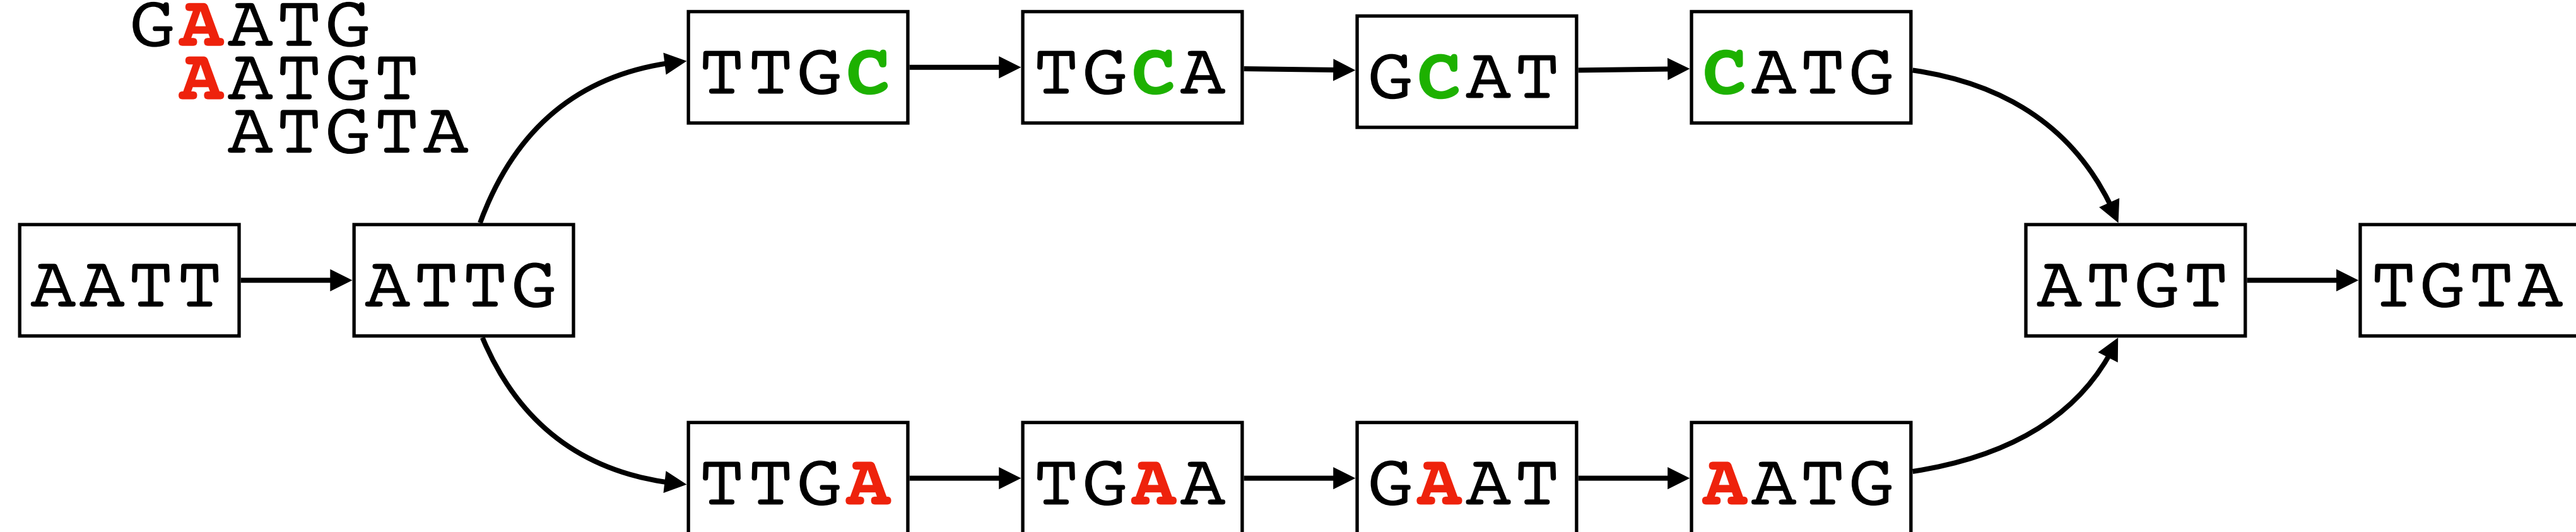 GAATG
AATGT
ATGTA
TTGC TGCA GCAT CATG
AATT ATTG ATGT TGTA
TTGA TGAA GAAT AATG